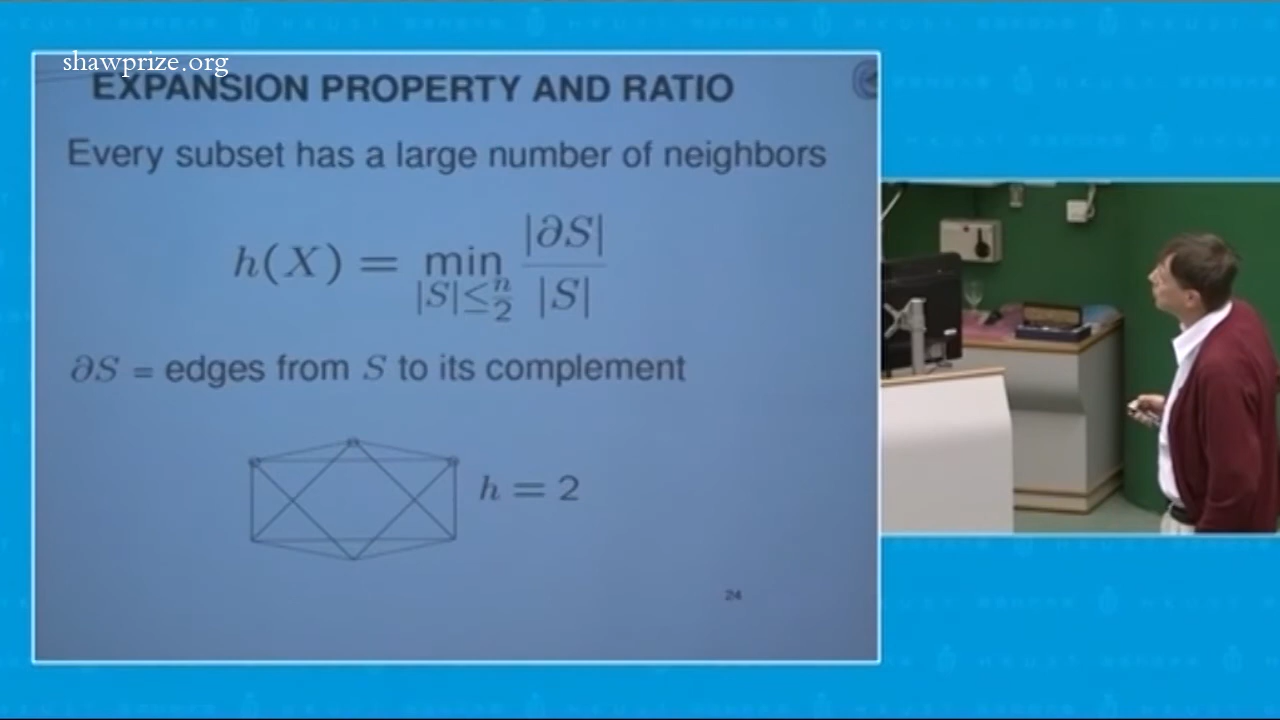 shawprize.org
EXPANSION PROPERTY AND RATIO
Every subset has a large number of neighbors
h(X) = min_{|S|≤n/2} |∂S| / |S|
∂S = edges from S to its complement
h = 2
24